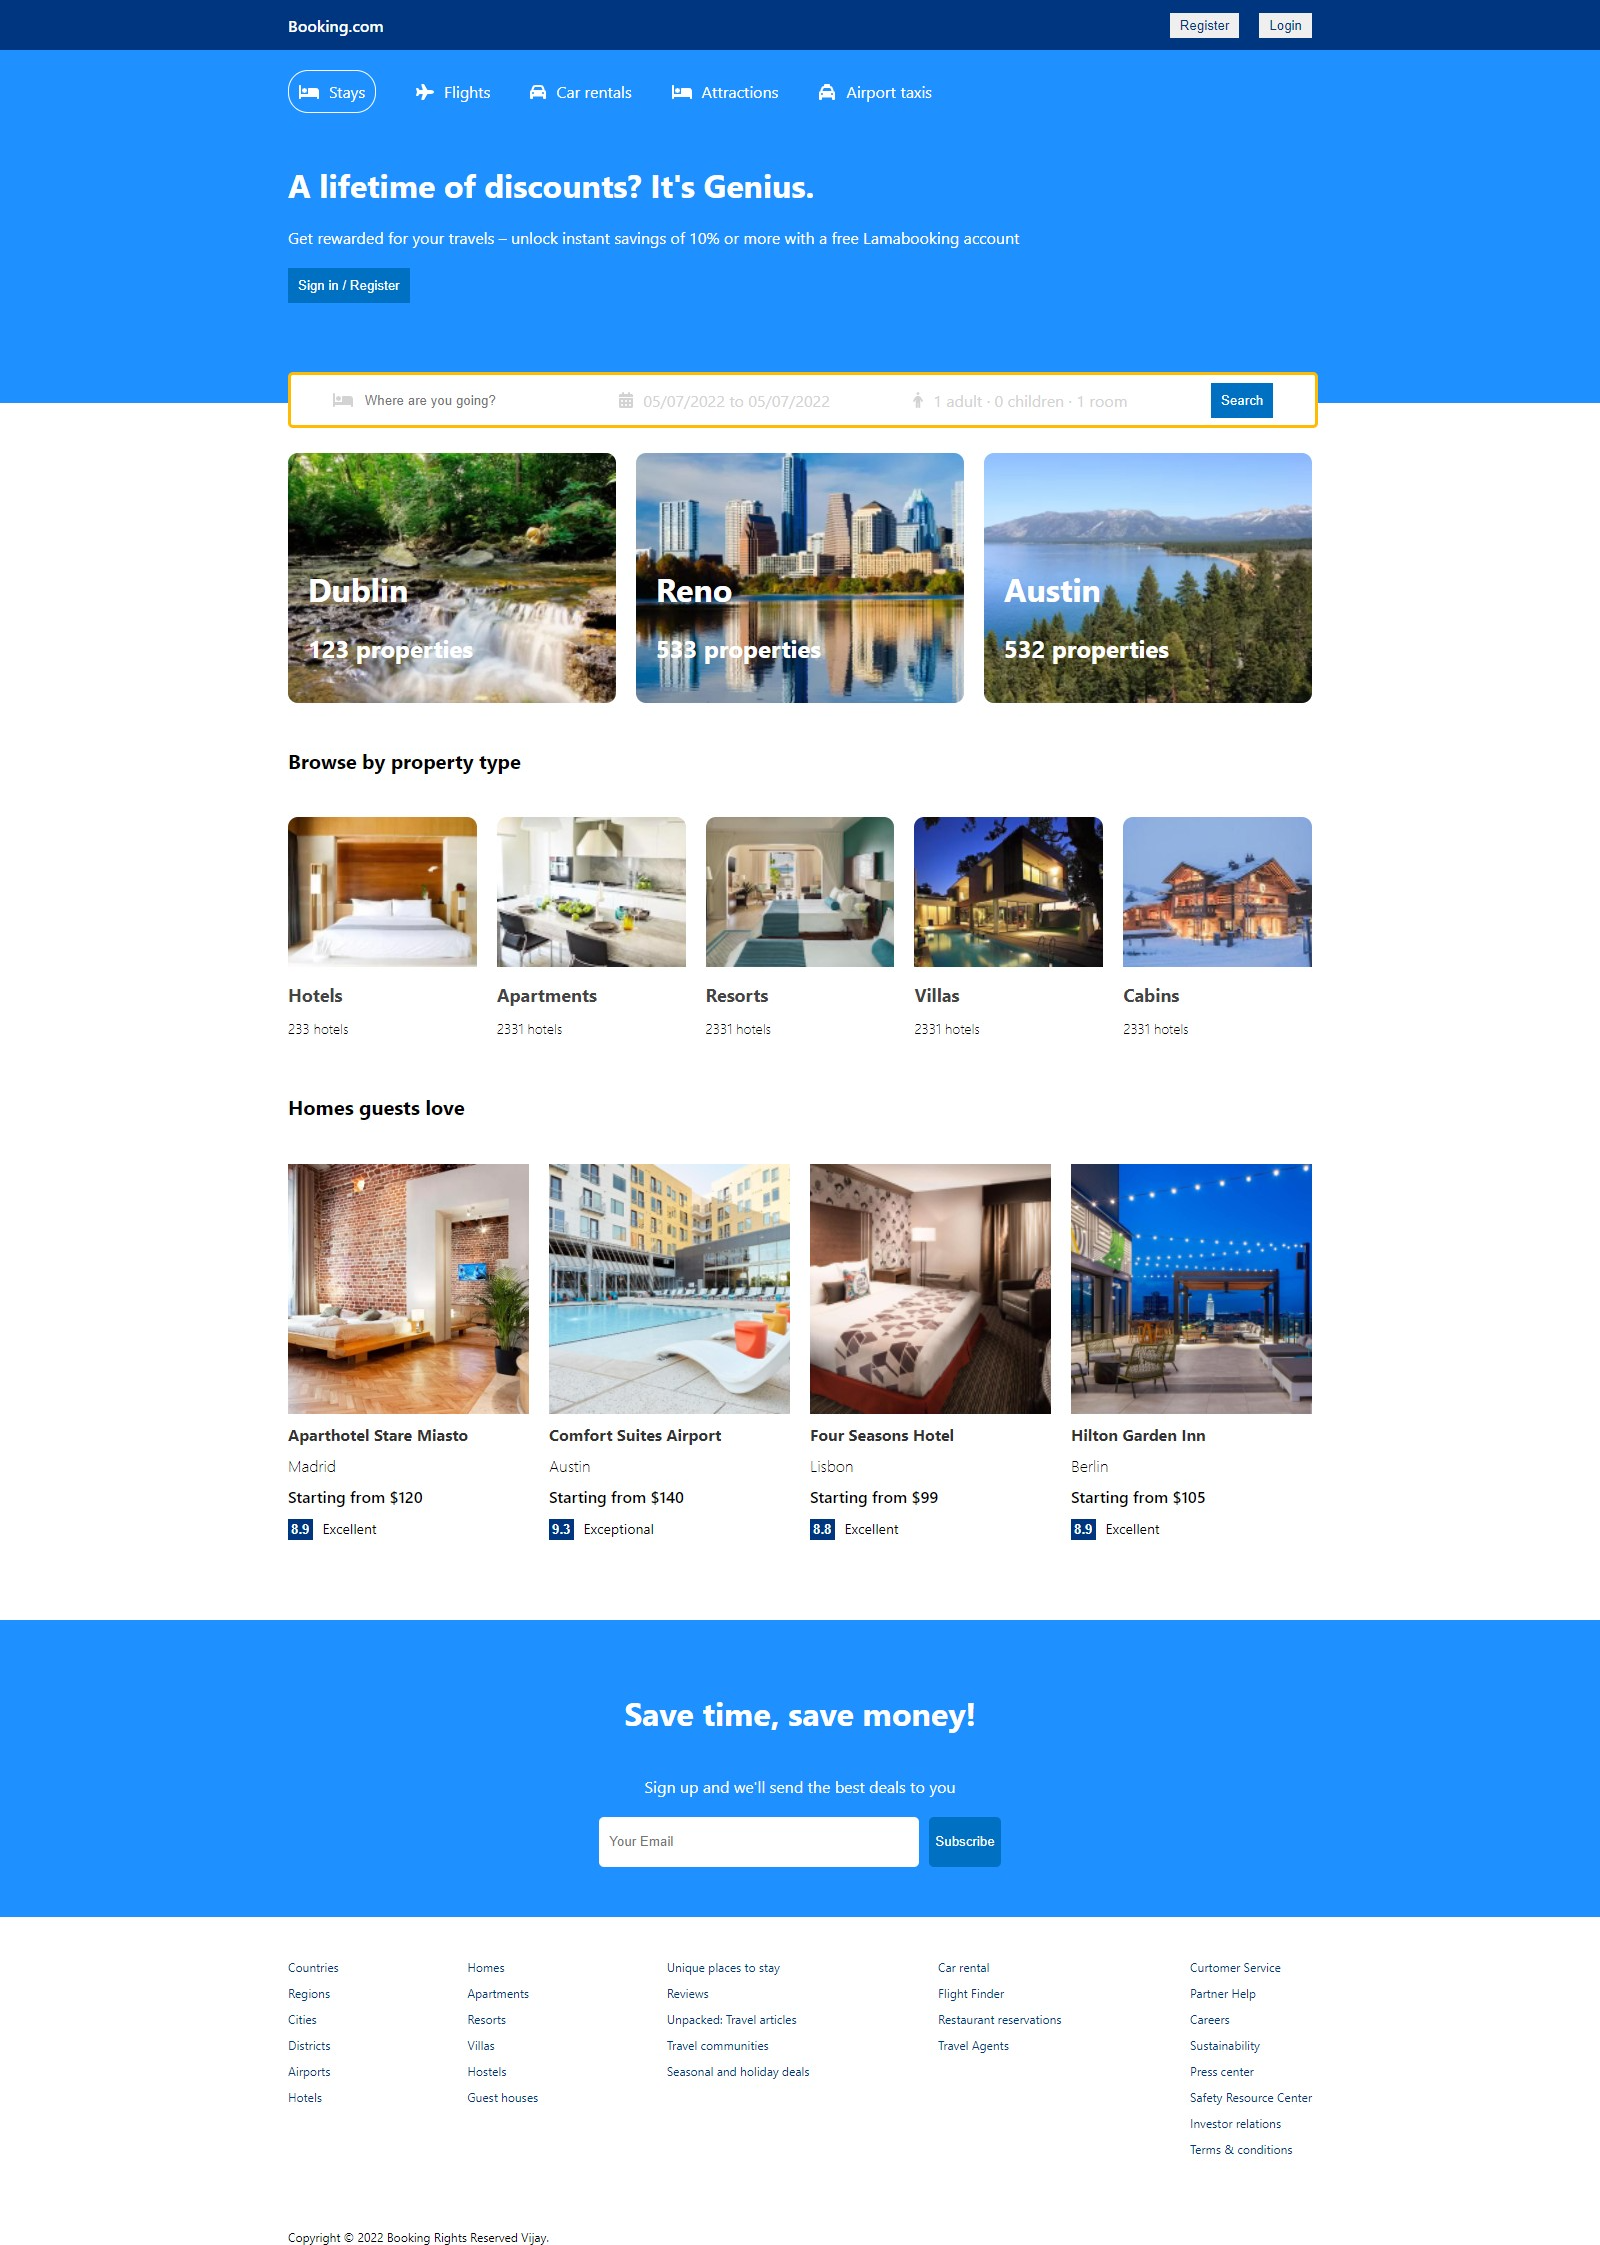 Booking.com
Register
Login
Stays
Flights
Car rentals
Attractions
Airport taxis
A lifetime of discounts? It's Genius.
Get rewarded for your travels – unlock instant savings of 10% or more with a free Lamabooking account
Sign in / Register
Where are you going?
05/07/2022 to 05/07/2022
1 adult · 0 children · 1 room
Search
Dublin
123 properties
Reno
533 properties
Austin
532 properties
Browse by property type
Hotels
233 hotels
Apartments
2331 hotels
Resorts
2331 hotels
Villas
2331 hotels
Cabins
2331 hotels
Homes guests love
Aparthotel Stare Miasto
Madrid
Starting from $120
8.9 Excellent
Comfort Suites Airport
Austin
Starting from $140
9.3 Exceptional
Four Seasons Hotel
Lisbon
Starting from $99
8.8 Excellent
Hilton Garden Inn
Berlin
Starting from $105
8.9 Excellent
Save time, save money!
Sign up and we'll send the best deals to you
Your Email
Subscribe
Countries
Regions
Cities
Districts
Airports
Hotels
Homes
Apartments
Resorts
Villas
Hostels
Guest houses
Unique places to stay
Reviews
Unpacked: Travel articles
Travel communities
Seasonal and holiday deals
Car rental
Flight Finder
Restaurant reservations
Travel Agents
Curtomer Service
Partner Help
Careers
Sustainability
Press center
Safety Resource Center
Investor relations
Terms & conditions
Copyright © 2022 Booking Rights Reserved Vijay.